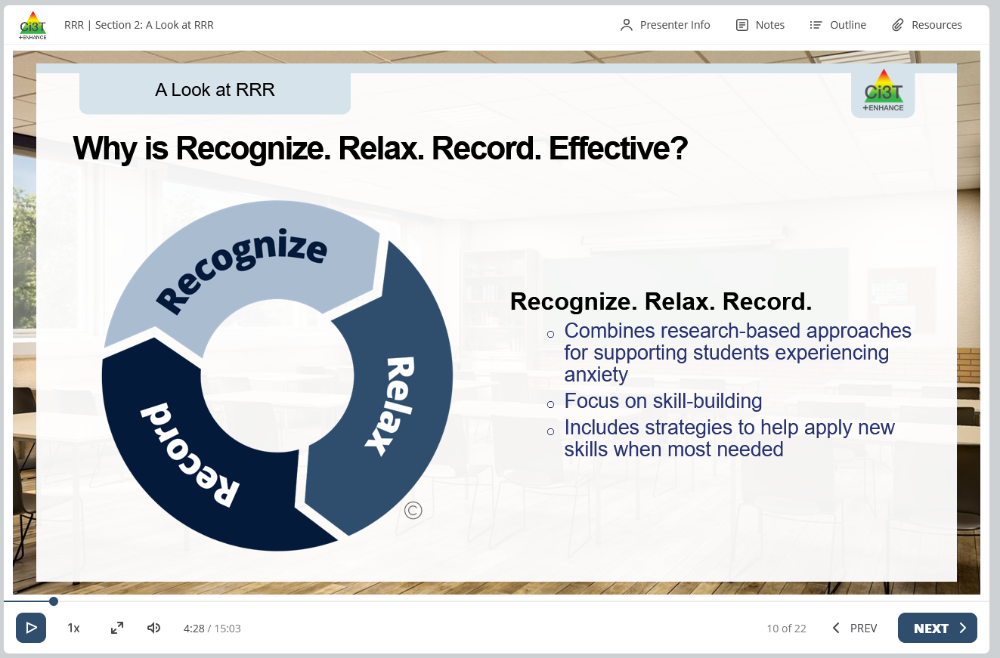 Ci3T
+ENHANCE
RRR | Section 2: A Look at RRR
Presenter Info
Notes
Outline
Resources
A Look at RRR
Ci3T
+ENHANCE
Why is Recognize. Relax. Record. Effective?
Recognize
Relax
Record
©
Recognize. Relax. Record.
Combines research-based approaches
for supporting students experiencing
anxiety
Focus on skill-building
Includes strategies to help apply new
skills when most needed
1x
4:28 / 15:03
10 of 22
PREV
NEXT